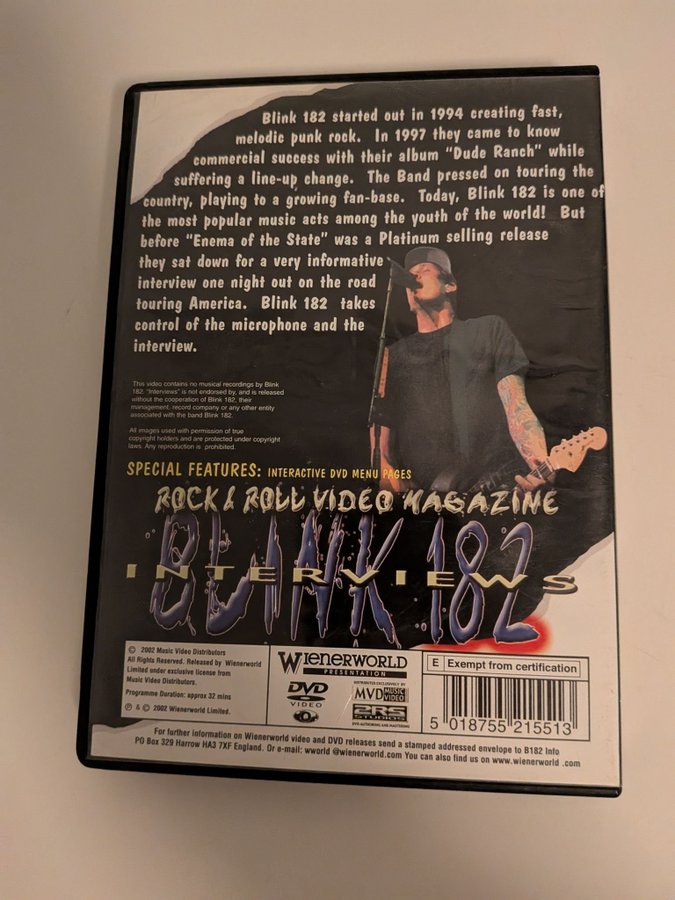 Blink 182 started out in 1994 creating fast,
melodic punk rock. In 1997 they came to know
commercial success with their album "Dude Ranch" while
suffering a line-up change. The Band pressed on touring the
country, playing to a growing fan-base. Today, Blink 182 is one of
the most popular music acts among the youth of the world! But
before "Enema of the State" was a Platinum selling release
they sat down for a very informative
interview one night out on the road
touring America. Blink 182 takes
control of the microphone and the
interview.
This video contains no musical recordings by Blink
182. "Interviews" is not endorsed by, and is released
without the cooperation of Blink 182, their
management, record company or any other entity
associated with the band Blink 182.
All images used with permission of true
copyright holders and are protected under copyright
laws. Any reproduction is prohibited.
SPECIAL FEATURES: INTERACTIVE DVD MENU PAGES
ROCK & ROLL VIDEO MAGAZINE
BLINK 182
INTERVIEWS
© 2002 Music Video Distributors
All Rights Reserved. Released by Wienerworld
Limited under exclusive license from
Music Video Distributors.
Programme Duration: approx 32 mins
℗ & © 2002 Wienerworld Limited.
WIENERWORLD
PRESENTATION
DVD
VIDEO
DISTRIBUTED EXCLUSIVELY BY
MVD MUSIC VIDEO
2RS
STUDIOS
DVD AUTHORING AND MASTERING
E Exempt from certification
5 018755 215513
For further information on Wienerworld video and DVD releases send a stamped addressed envelope to B182 Info
PO Box 329 Harrow HA3 7XF England. Or e-mail: wworld @wienerworld.com You can also find us on www.wienerworld .com